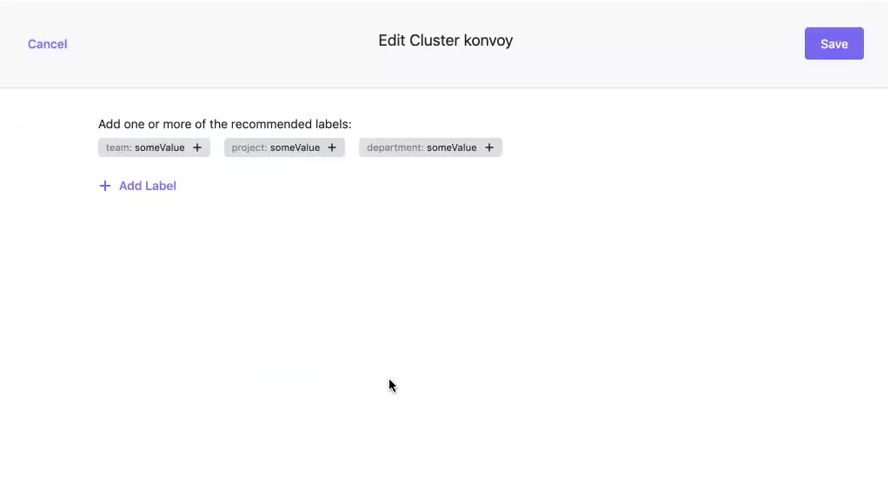 Cancel
Edit Cluster konvoy
Save
Add one or more of the recommended labels:
team: someValue + project: someValue + department: someValue +
+ Add Label